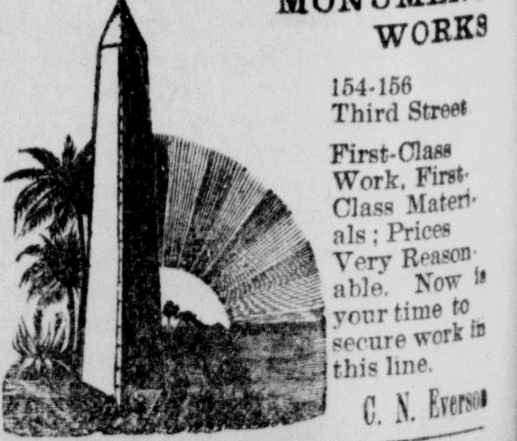 WORKS
154-156
Third Street
First-Class
Work, First-
Class Materi-
als; Prices
Very Reason-
able. Now is
your time to
secure work in
this line.
C. N. Everson